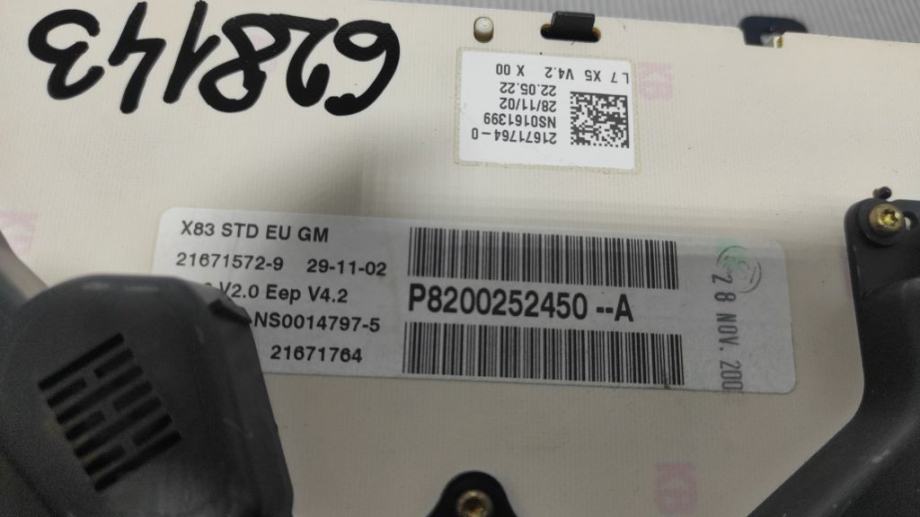 628143
21671764-0
NS0161399
28/11/02
22.05.22
L 7 X5 V4.2 X 00
X83 STD EU GM
21671572-9 29-11-02
V2.0 Eep V4.2
NS0014797-5
21671764
P8200252450 --A
28 NOV. 200